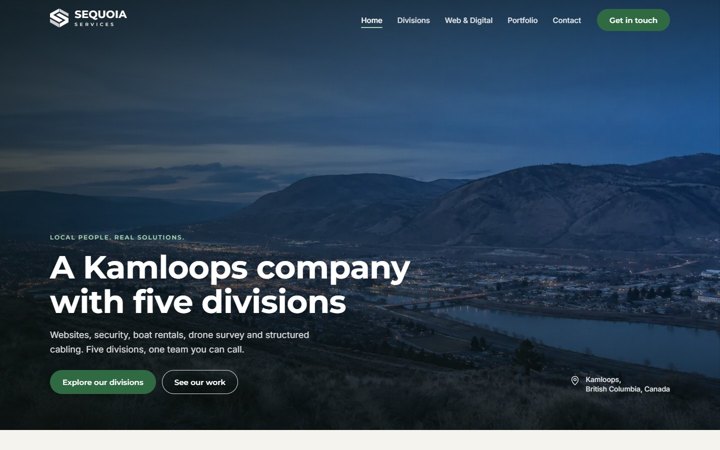 SEQUOIA
SERVICES
Home
Divisions
Web & Digital
Portfolio
Contact
Get in touch
LOCAL PEOPLE. REAL SOLUTIONS.
A Kamloops company
with five divisions
Websites, security, boat rentals, drone survey and structured
cabling. Five divisions, one team you can call.
Explore our divisions
See our work
Kamloops,
British Columbia, Canada